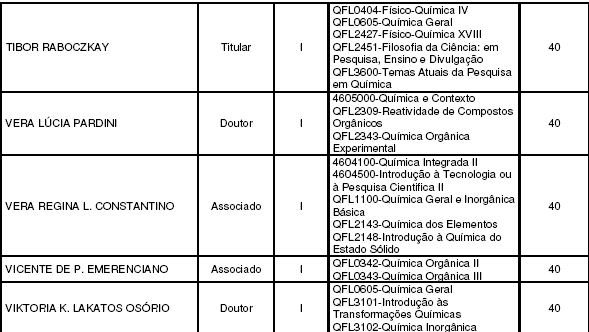 TIBOR RABOCZKAY Titular I 40
QFL0404-Físico-Química IV
QFL0605-Química Geral
QFL2427-Físico-Química XVIII
QFL2451-Filosofia da Ciência: em
Pesquisa, Ensino e Divulgação
QFL3600-Temas Atuais da Pesquisa
em Química
VERA LÚCIA PARDINI Doutor I 40
4605000-Química e Contexto
QFL2309-Reatividade de Compostos
Orgânicos
QFL2343-Química Orgânica
Experimental
VERA REGINA L. CONSTANTINO Associado I 40
4604100-Química Integrada II
4604500-Introdução à Tecnologia ou
à Pesquisa Científica II
QFL1100-Química Geral e Inorgânica
Básica
QFL2143-Química dos Elementos
QFL2148-Introdução à Química do
Estado Sólido
VICENTE DE P. EMERENCIANO Associado I 40
QFL0342-Química Orgânica II
QFL0343-Química Orgânica III
VIKTORIA K. LAKATOS OSÓRIO Doutor I 40
QFL0605-Química Geral
QFL3101-Introdução às
Transformações Químicas
QFL3102-Química Inorgânica